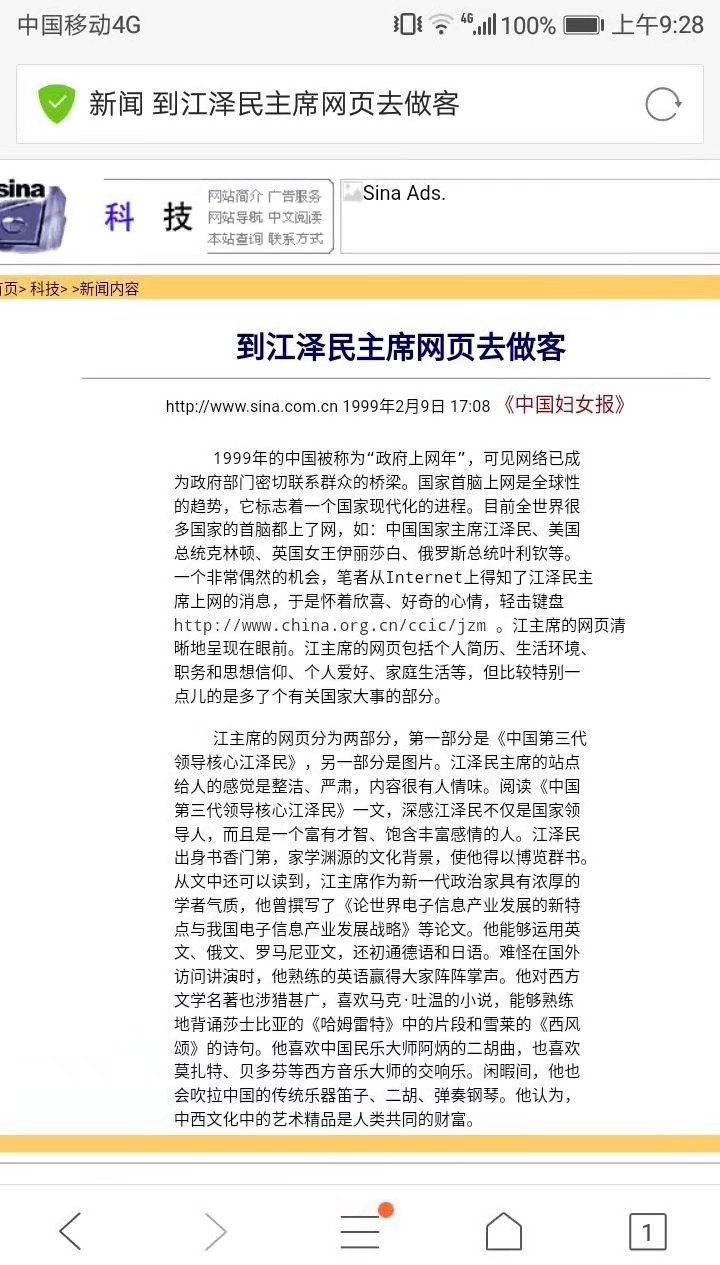 中国移动4G 4G 100% 上午9:28
新闻 到江泽民主席网页去做客
sina
科 技
网站简介 广告服务
网站导航 中文阅读
本站查询 联系方式
Sina Ads.
页> 科技> >新闻内容
到江泽民主席网页去做客
http://www.sina.com.cn 1999年2月9日 17:08 《中国妇女报》
1999年的中国被称为“政府上网年”，可见网络已成
为政府部门密切联系群众的桥梁。国家首脑上网是全球性
的趋势，它标志着一个国家现代化的进程。目前全世界很
多国家的首脑都上了网，如：中国国家主席江泽民、美国
总统克林顿、英国女王伊丽莎白、俄罗斯总统叶利钦等。
一个非常偶然的机会，笔者从Internet上得知了江泽民主
席上网的消息，于是怀着欣喜、好奇的心情，轻击键盘
http://www.china.org.cn/ccic/jzm 。江主席的网页清
晰地呈现在眼前。江主席的网页包括个人简历、生活环境、
职务和思想信仰、个人爱好、家庭生活等，但比较特别一
点儿的是多了个有关国家大事的部分。
江主席的网页分为两部分，第一部分是《中国第三代
领导核心江泽民》，另一部分是图片。江泽民主席的站点
给人的感觉是整洁、严肃，内容很有人情味。阅读《中国
第三代领导核心江泽民》一文，深感江泽民不仅是国家领
导人，而且是一个富有才智、饱含丰富感情的人。江泽民
出身书香门第，家学渊源的文化背景，使他得以博览群书。
从文中还可以读到，江主席作为新一代政治家具有浓厚的
学者气质，他曾撰写了《论世界电子信息产业发展的新特
点与我国电子信息产业发展战略》等论文。他能够运用英
文、俄文、罗马尼亚文，还初通德语和日语。难怪在国外
访问讲演时，他熟练的英语赢得大家阵阵掌声。他对西方
文学名著也涉猎甚广，喜欢马克·吐温的小说，能够熟练
地背诵莎士比亚的《哈姆雷特》中的片段和雪莱的《西风
颂》的诗句。他喜欢中国民乐大师阿炳的二胡曲，也喜欢
莫扎特、贝多芬等西方音乐大师的交响乐。闲暇间，他也
会吹拉中国的传统乐器笛子、二胡、弹奏钢琴。他认为，
中西文化中的艺术精品是人类共同的财富。
1